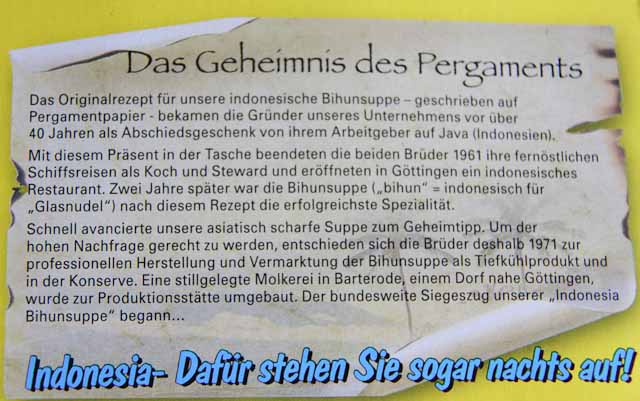 Das Geheimnis des Pergaments
Das Originalrezept für unsere indonesische Bihunsuppe – geschrieben auf
Pergamentpapier - bekamen die Gründer unseres Unternehmens vor über
40 Jahren als Abschiedsgeschenk von ihrem Arbeitgeber auf Java (Indonesien).
Mit diesem Präsent in der Tasche beendeten die beiden Brüder 1961 ihre fernöstlichen
Schiffsreisen als Koch und Steward und eröffneten in Göttingen ein indonesisches
Restaurant. Zwei Jahre später war die Bihunsuppe („bihun“ = indonesisch für
„Glasnudel“) nach diesem Rezept die erfolgreichste Spezialität.
Schnell avancierte unsere asiatisch scharfe Suppe zum Geheimtipp. Um der
hohen Nachfrage gerecht zu werden, entschieden sich die Brüder deshalb 1971 zur
professionellen Herstellung und Vermarktung der Bihunsuppe als Tiefkühlprodukt und
in der Konserve. Eine stillgelegte Molkerei in Barterode, einem Dorf nahe Göttingen,
wurde zur Produktionsstätte umgebaut. Der bundesweite Siegeszug unserer „Indonesia
Bihunsuppe“ begann...
Indonesia- Dafür stehen Sie sogar nachts auf!